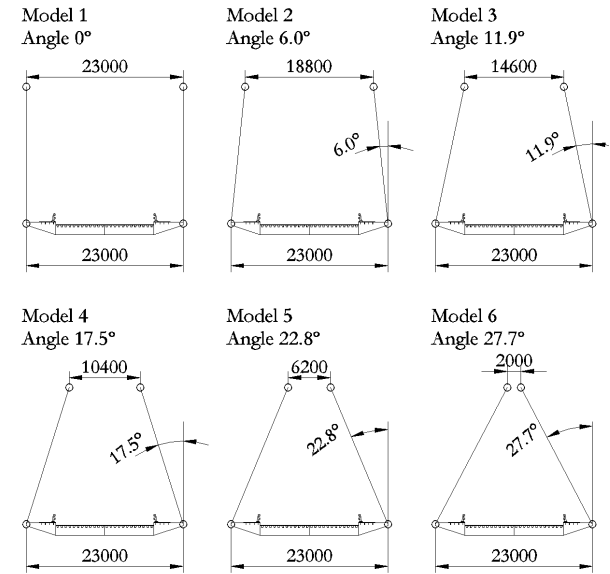 Model 1
Angle 0°
23000
23000
Model 2
Angle 6.0°
18800
6.0°
23000
Model 3
Angle 11.9°
14600
11.9°
23000
Model 4
Angle 17.5°
10400
17.5°
23000
Model 5
Angle 22.8°
6200
22.8°
23000
Model 6
Angle 27.7°
2000
27.7°
23000